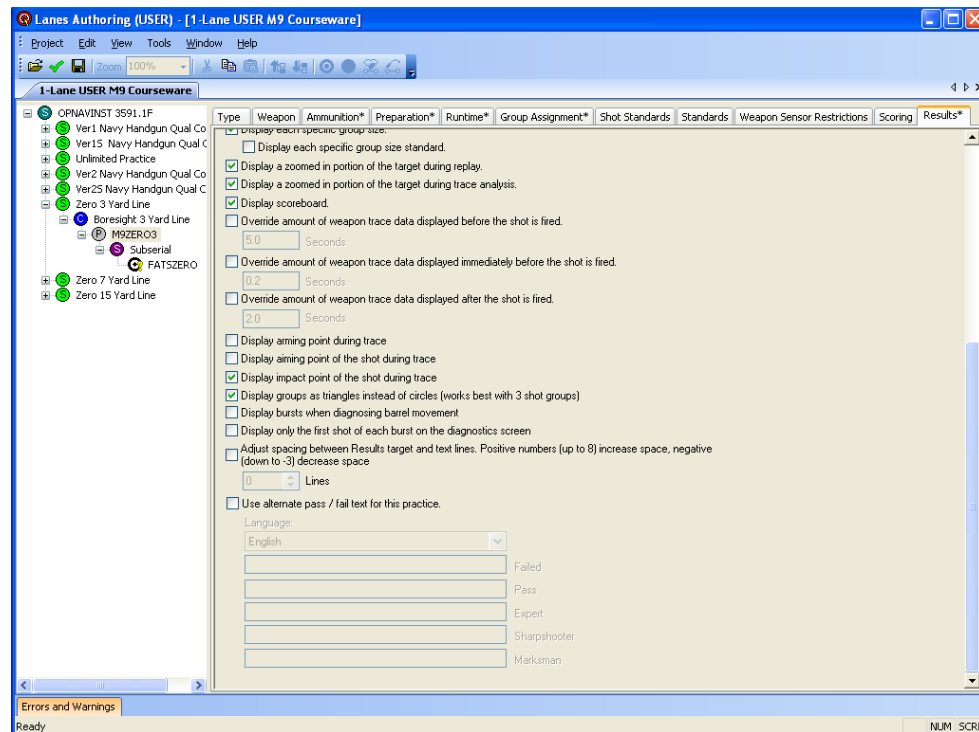 Lanes Authoring (USER) - [1-Lane USER M9 Courseware]
Project Edit View Tools Window Help
Zoom 100%
1-Lane USER M9 Courseware
OPNAVINST 3591.1F
Ver1 Navy Handgun Qual Co
Ver1S Navy Handgun Qual C
Unlimited Practice
Ver2 Navy Handgun Qual Co
Ver2S Navy Handgun Qual C
Zero 3 Yard Line
Boresight 3 Yard Line
M9ZERO3
Subserial
FATSZERO
Zero 7 Yard Line
Zero 15 Yard Line
Type Weapon Ammunition* Preparation* Runtime* Group Assignment* Shot Standards Standards Weapon Sensor Restrictions Scoring Results*
Display each specific group size.
Display each specific group size standard.
Display a zoomed in portion of the target during replay.
Display a zoomed in portion of the target during trace analysis.
Display scoreboard.
Override amount of weapon trace data displayed before the shot is fired.
5.0 Seconds
Override amount of weapon trace data displayed immediately before the shot is fired.
0.2 Seconds
Override amount of weapon trace data displayed after the shot is fired.
2.0 Seconds
Display arming point during trace
Display aiming point of the shot during trace
Display impact point of the shot during trace
Display groups as triangles instead of circles (works best with 3 shot groups)
Display bursts when diagnosing barrel movement
Display only the first shot of each burst on the diagnostics screen
Adjust spacing between Results target and text lines. Positive numbers (up to 8) increase space, negative
(down to -3) decrease space
0 Lines
Use alternate pass / fail text for this practice.
Language:
English
Failed
Pass
Expert
Sharpshooter
Marksman
Errors and Warnings
Ready NUM SCRI